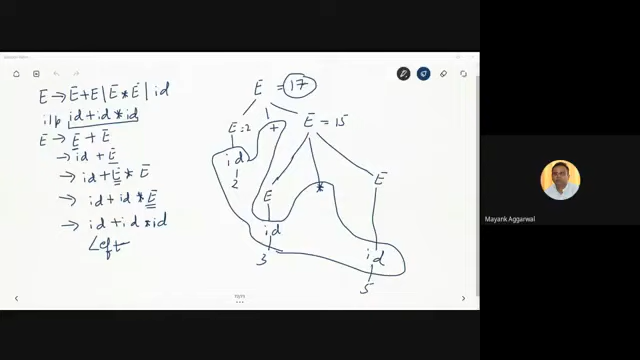 E → E+E | E*E | id
i/p id+id*id
E → E + E
→ id + E
→ id + E * E
→ id + id * E
→ id + id * id
Left
E = 17
E=2 + E = 15
id
2
E * E
id id
3 5
Mayank Aggarwal